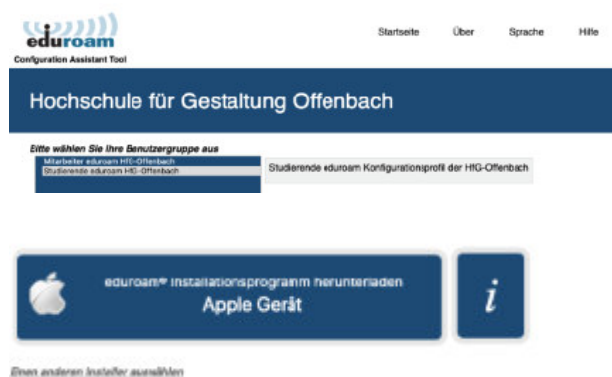 eduroam
Configuration Assistant Tool
Startseite Über Sprache Hilfe
Hochschule für Gestaltung Offenbach
Bitte wählen Sie Ihre Benutzergruppe aus
Mitarbeiter eduroam HfG-Offenbach
Studierende eduroam HfG-Offenbach
Studierende eduroam Konfigurationsprofil der HfG-Offenbach
eduroam® Installationsprogramm herunterladen
Apple Gerät
i
Einen anderen Installer auswählen